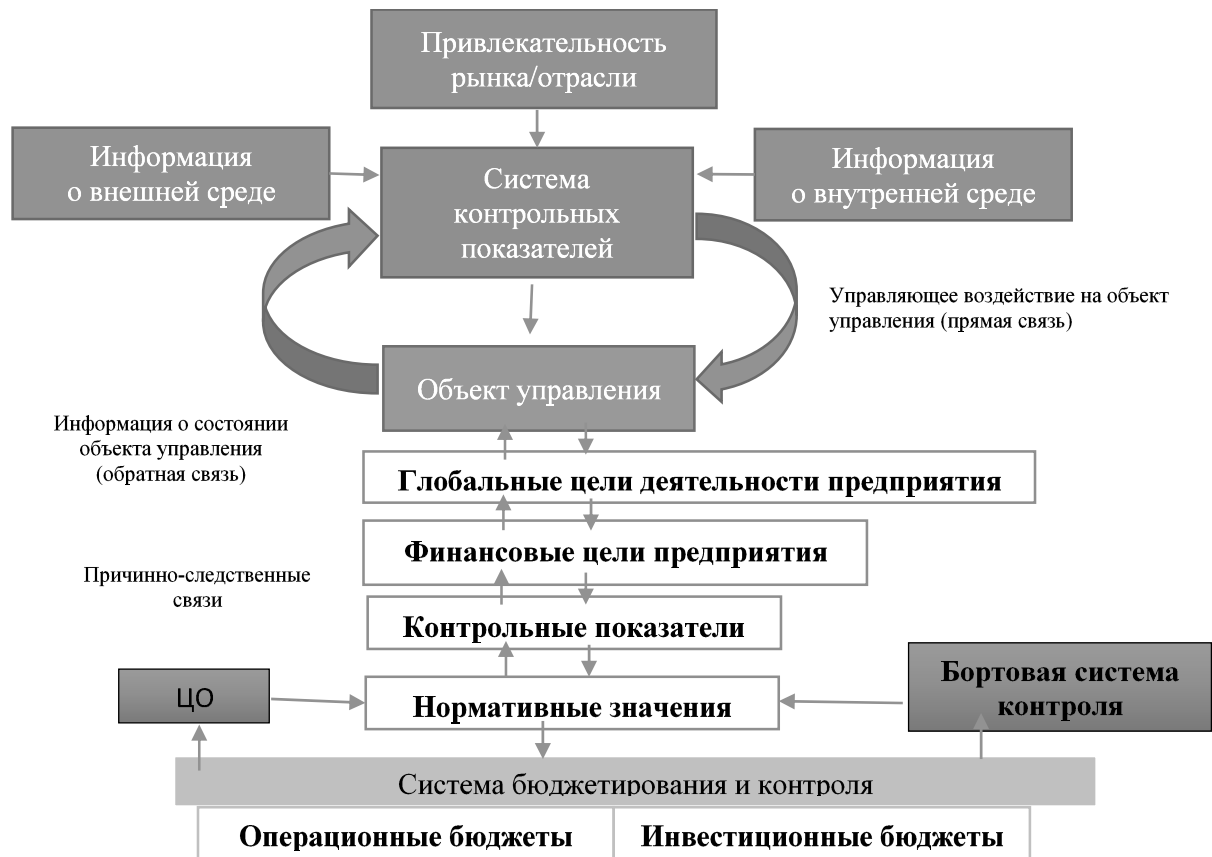 Привлекательность
рынка/отрасли
Информация
о внешней среде
Система
контрольных
показателей
Информация
о внутренней среде
Управляющее воздействие на объект
управления (прямая связь)
Объект управления
Информация о состоянии
объекта управления
(обратная связь)
Глобальные цели деятельности предприятия
Финансовые цели предприятия
Причинно-следственные
связи
Контрольные показатели
ЦО
Нормативные значения
Бортовая система
контроля
Система бюджетирования и контроля
Операционные бюджеты
Инвестиционные бюджеты